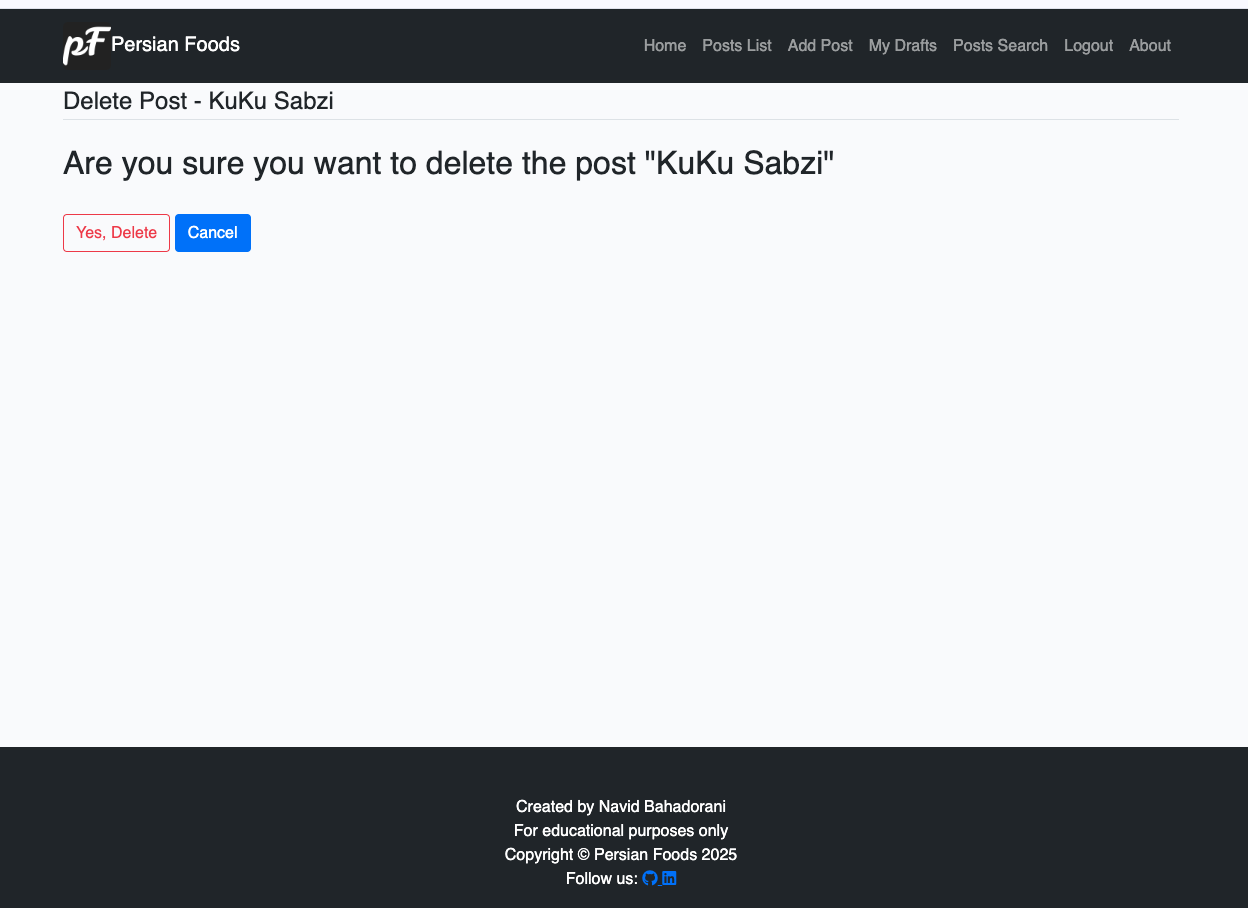 pF Persian Foods Home Posts List Add Post My Drafts Posts Search Logout About
Delete Post - KuKu Sabzi
Are you sure you want to delete the post "KuKu Sabzi"
Yes, Delete Cancel
Created by Navid Bahadorani
For educational purposes only
Copyright © Persian Foods 2025
Follow us: